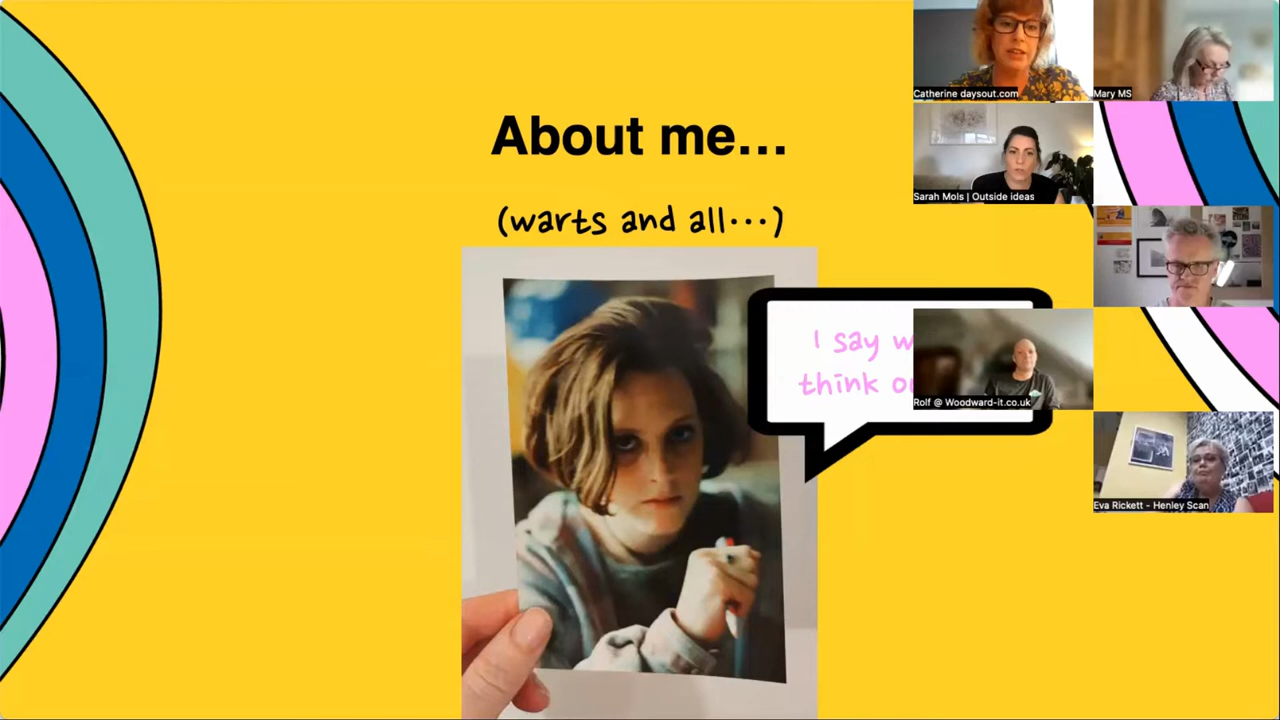 About me...
(warts and all...)
I say w
think o
Catherine daysout.com
Mary MS
Sarah Mols | Outside ideas
Rolf @ Woodward-it.co.uk
Eva Rickett - Henley Scan